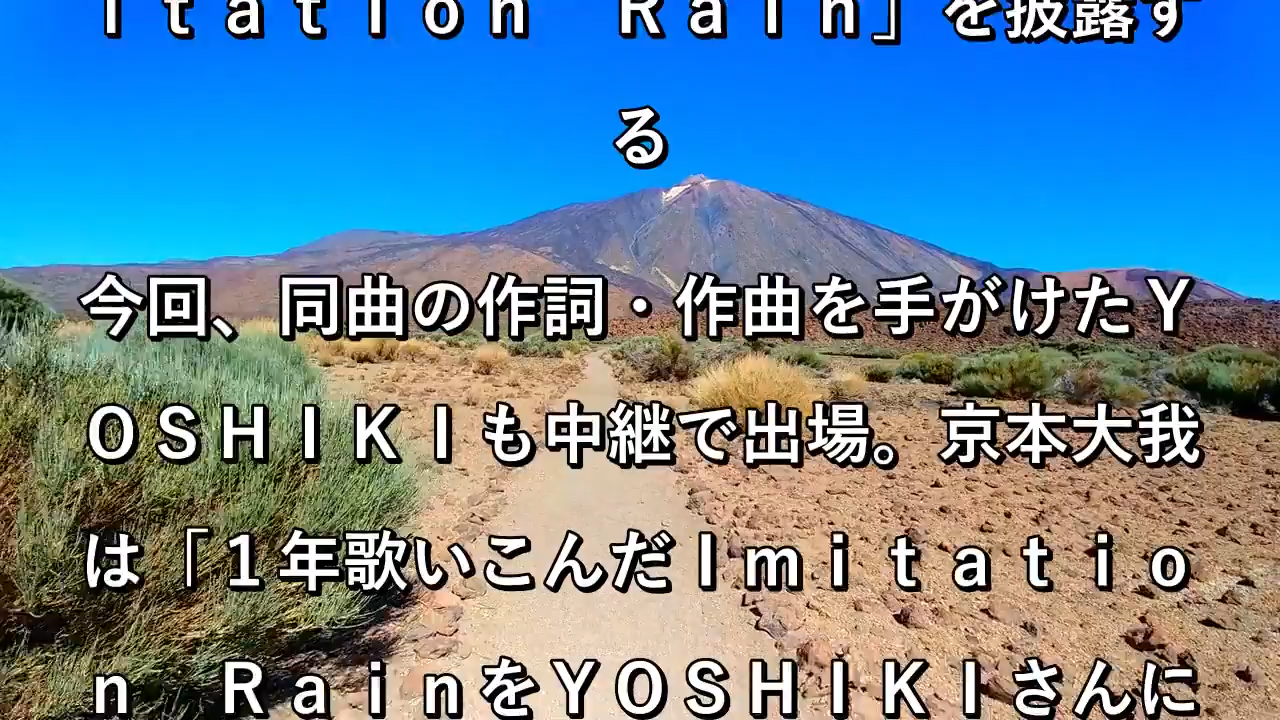 ｉｔａｔｉｏｎ　Ｒａｉｎ」を披露す
る
今回、同曲の作詞・作曲を手がけたＹ
ＯＳＨＩＫＩも中継で出場。京本大我
は「１年歌いこんだＩｍｉｔａｔｉｏ
ｎ　ＲａｉｎをＹＯＳＨＩＫＩさんに